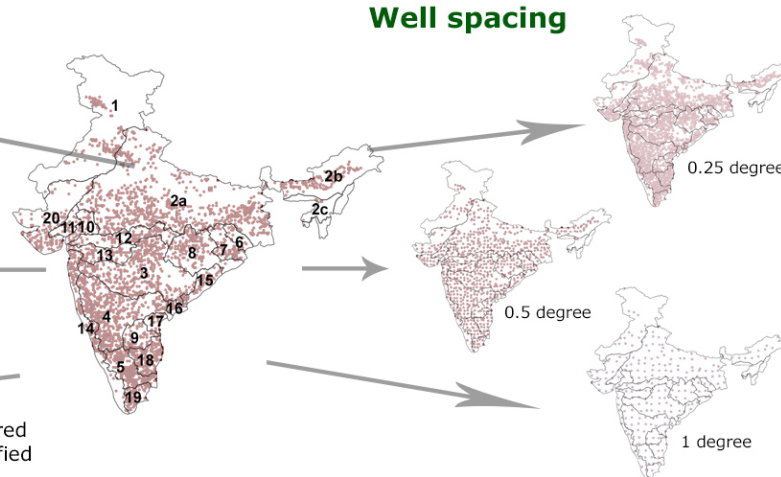 Well spacing
1
2b
2a
2c
20
11
10
12
6
7
8
13
3
15
16
4
17
14
9
18
5
19
0.25 degree
0.5 degree
1 degree
red
fied